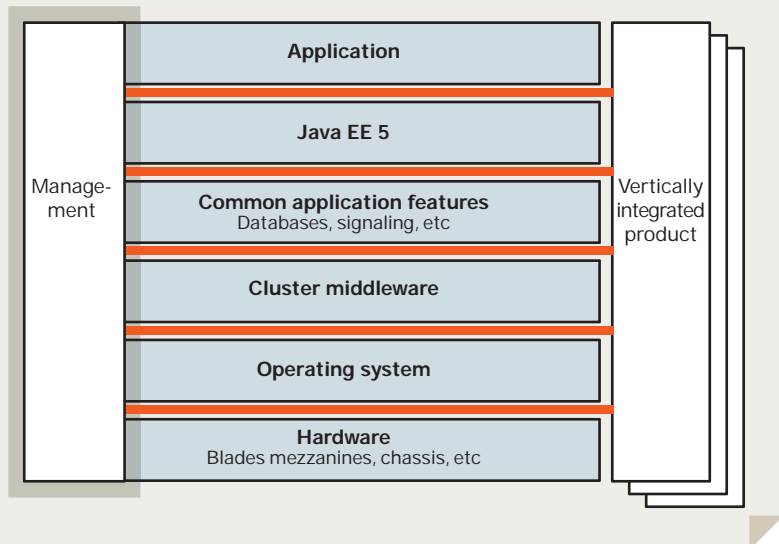 Application
Java EE 5
Manage-
ment
Common application features
Databases, signaling, etc
Vertically
integrated
product
Cluster middleware
Operating system
Hardware
Blades mezzanines, chassis, etc